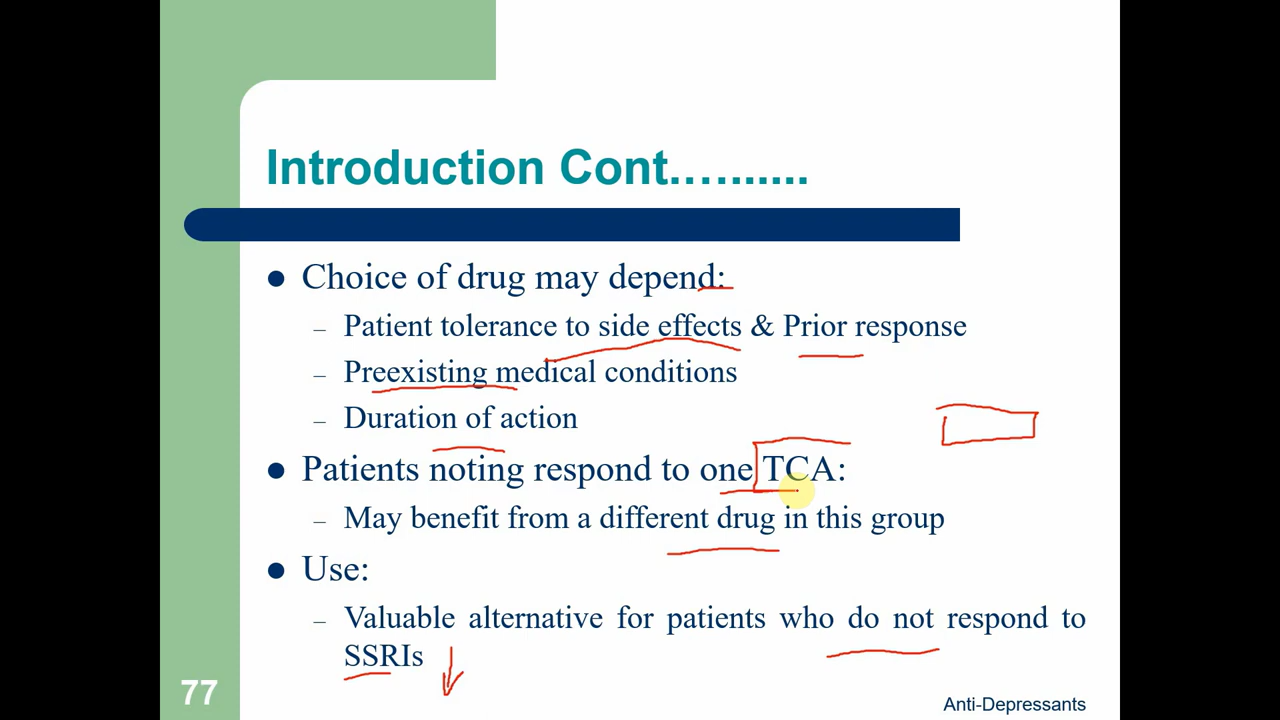 Introduction Cont.….......
● Choice of drug may depend:
– Patient tolerance to side effects & Prior response
– Preexisting medical conditions
– Duration of action
● Patients noting respond to one TCA:
– May benefit from a different drug in this group
● Use:
– Valuable alternative for patients who do not respond to
SSRIs
77
Anti-Depressants